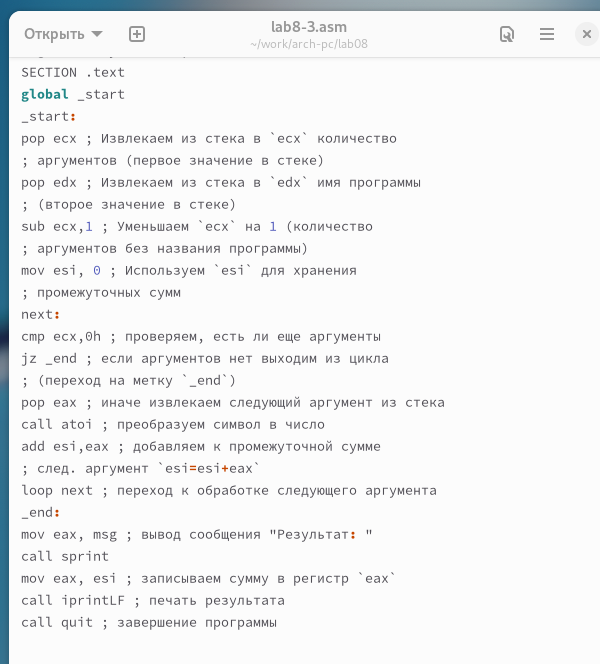 Открыть
lab8-3.asm
~/work/arch-pc/lab08
SECTION .text
global _start
_start:
pop ecx ; Извлекаем из стека в `ecx` количество
; аргументов (первое значение в стеке)
pop edx ; Извлекаем из стека в `edx` имя программы
; (второе значение в стеке)
sub ecx,1 ; Уменьшаем `ecx` на 1 (количество
; аргументов без названия программы)
mov esi, 0 ; Используем `esi` для хранения
; промежуточных сумм
next:
cmp ecx,0h ; проверяем, есть ли еще аргументы
jz _end ; если аргументов нет выходим из цикла
; (переход на метку `_end`)
pop eax ; иначе извлекаем следующий аргумент из стека
call atoi ; преобразуем символ в число
add esi,eax ; добавляем к промежуточной сумме
; след. аргумент `esi=esi+eax`
loop next ; переход к обработке следующего аргумента
_end:
mov eax, msg ; вывод сообщения "Результат: "
call sprint
mov eax, esi ; записываем сумму в регистр `eax`
call iprintLF ; печать результата
call quit ; завершение программы